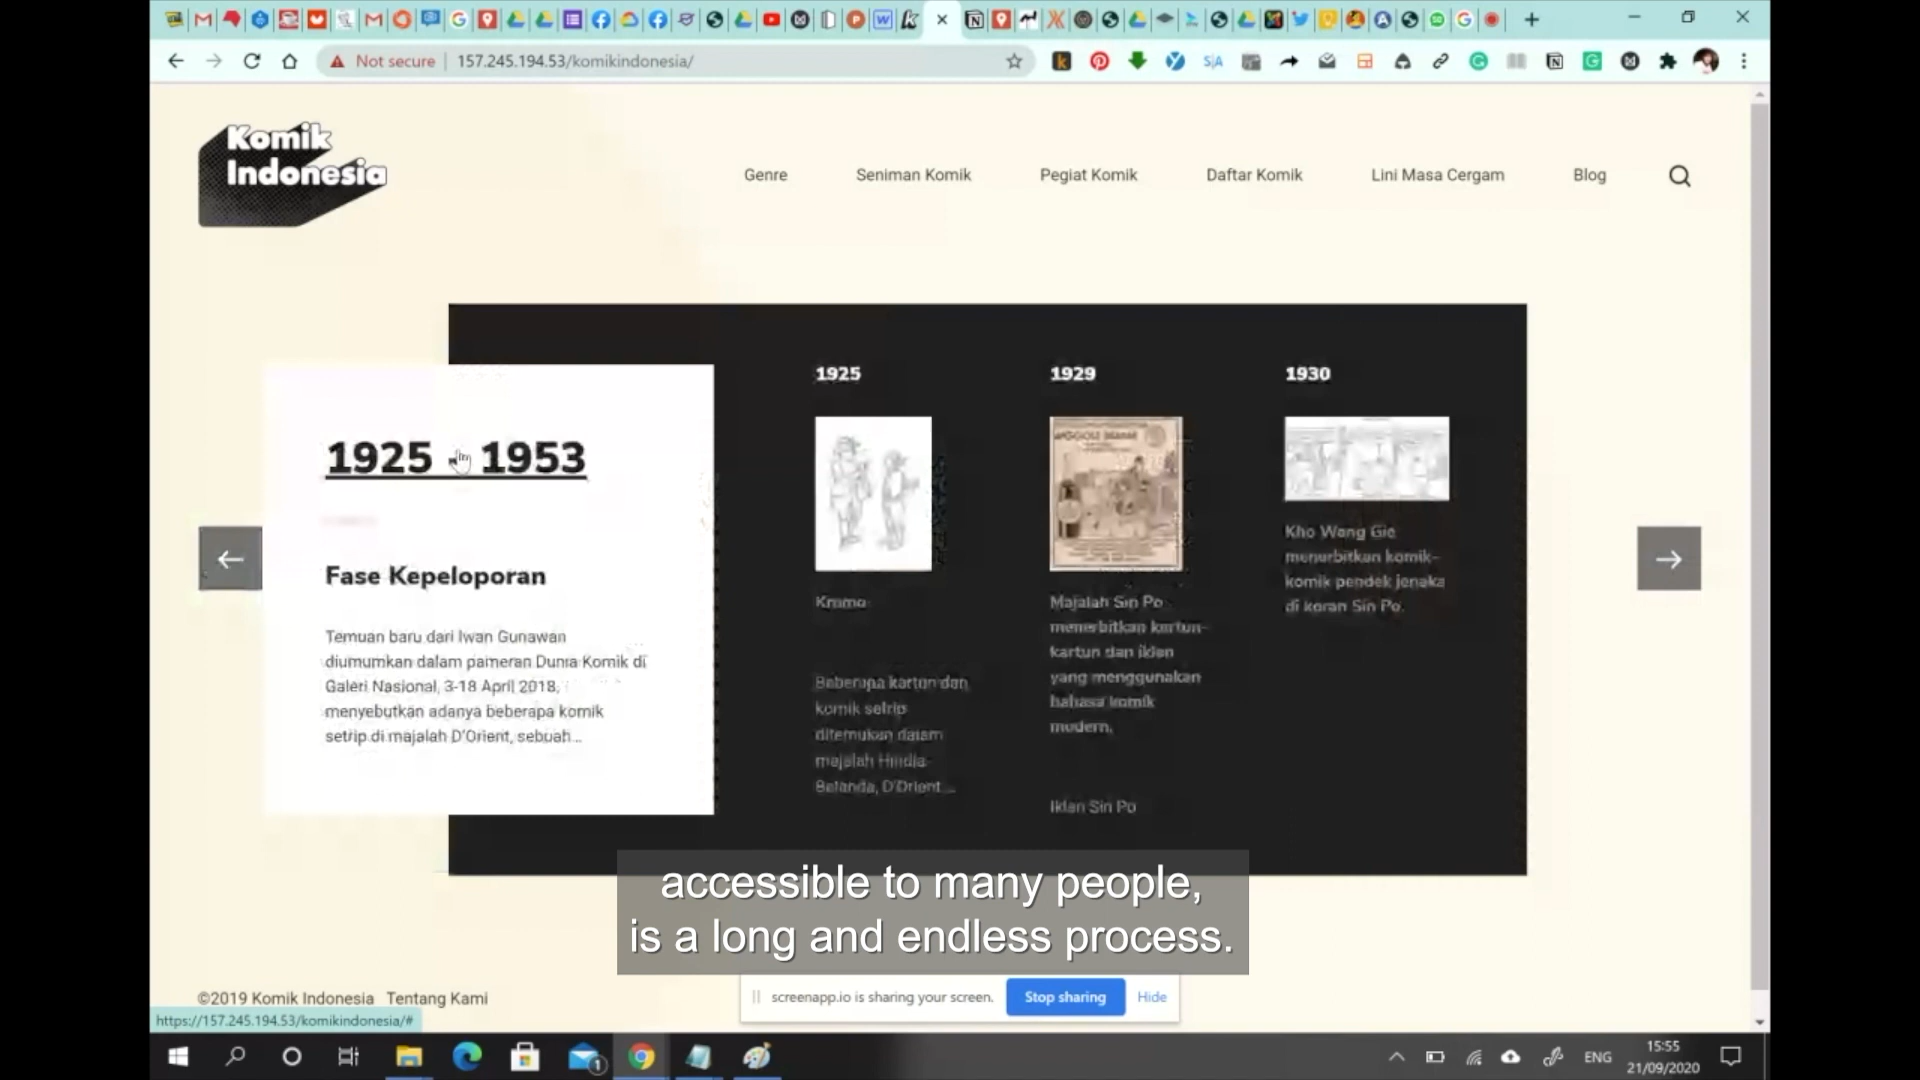 Not secure
157.245.194.53/komikindonesia/
Komik
Indonesia
Genre
Seniman Komik
Pegiat Komik
Daftar Komik
Lini Masa Cergam
Blog
1925 - 1953
Fase Kepeloporan
Temuan baru dari Iwan Gunawan
diumumkan dalam pameran Dunia Komik di
Galeri Nasional, 3-18 April 2018,
menyebutkan adanya beberapa komik
setrip di majalah D'Orient, sebuah...
1925
Beberapa kartun dan
komik setrip
ditemukan dalam
majalah Hindia
Belanda, D'Orient...
1929
Majalah Sin Po
menerbitkan kartun-
kartun dan iklan
yang menggunakan
bahasa komik
modern.
Iklan Sin Po
1930
Kho Wang Gie
menerbitkan komik-
komik pendek jenaka
di koran Sin Po.
accessible to many people,
is a long and endless process.
©2019 Komik Indonesia Tentang Kami
screenapp.io is sharing your screen.
Stop sharing
Hide
https://157.245.194.53/komikindonesia/#
ENG
15:55
21/09/2020